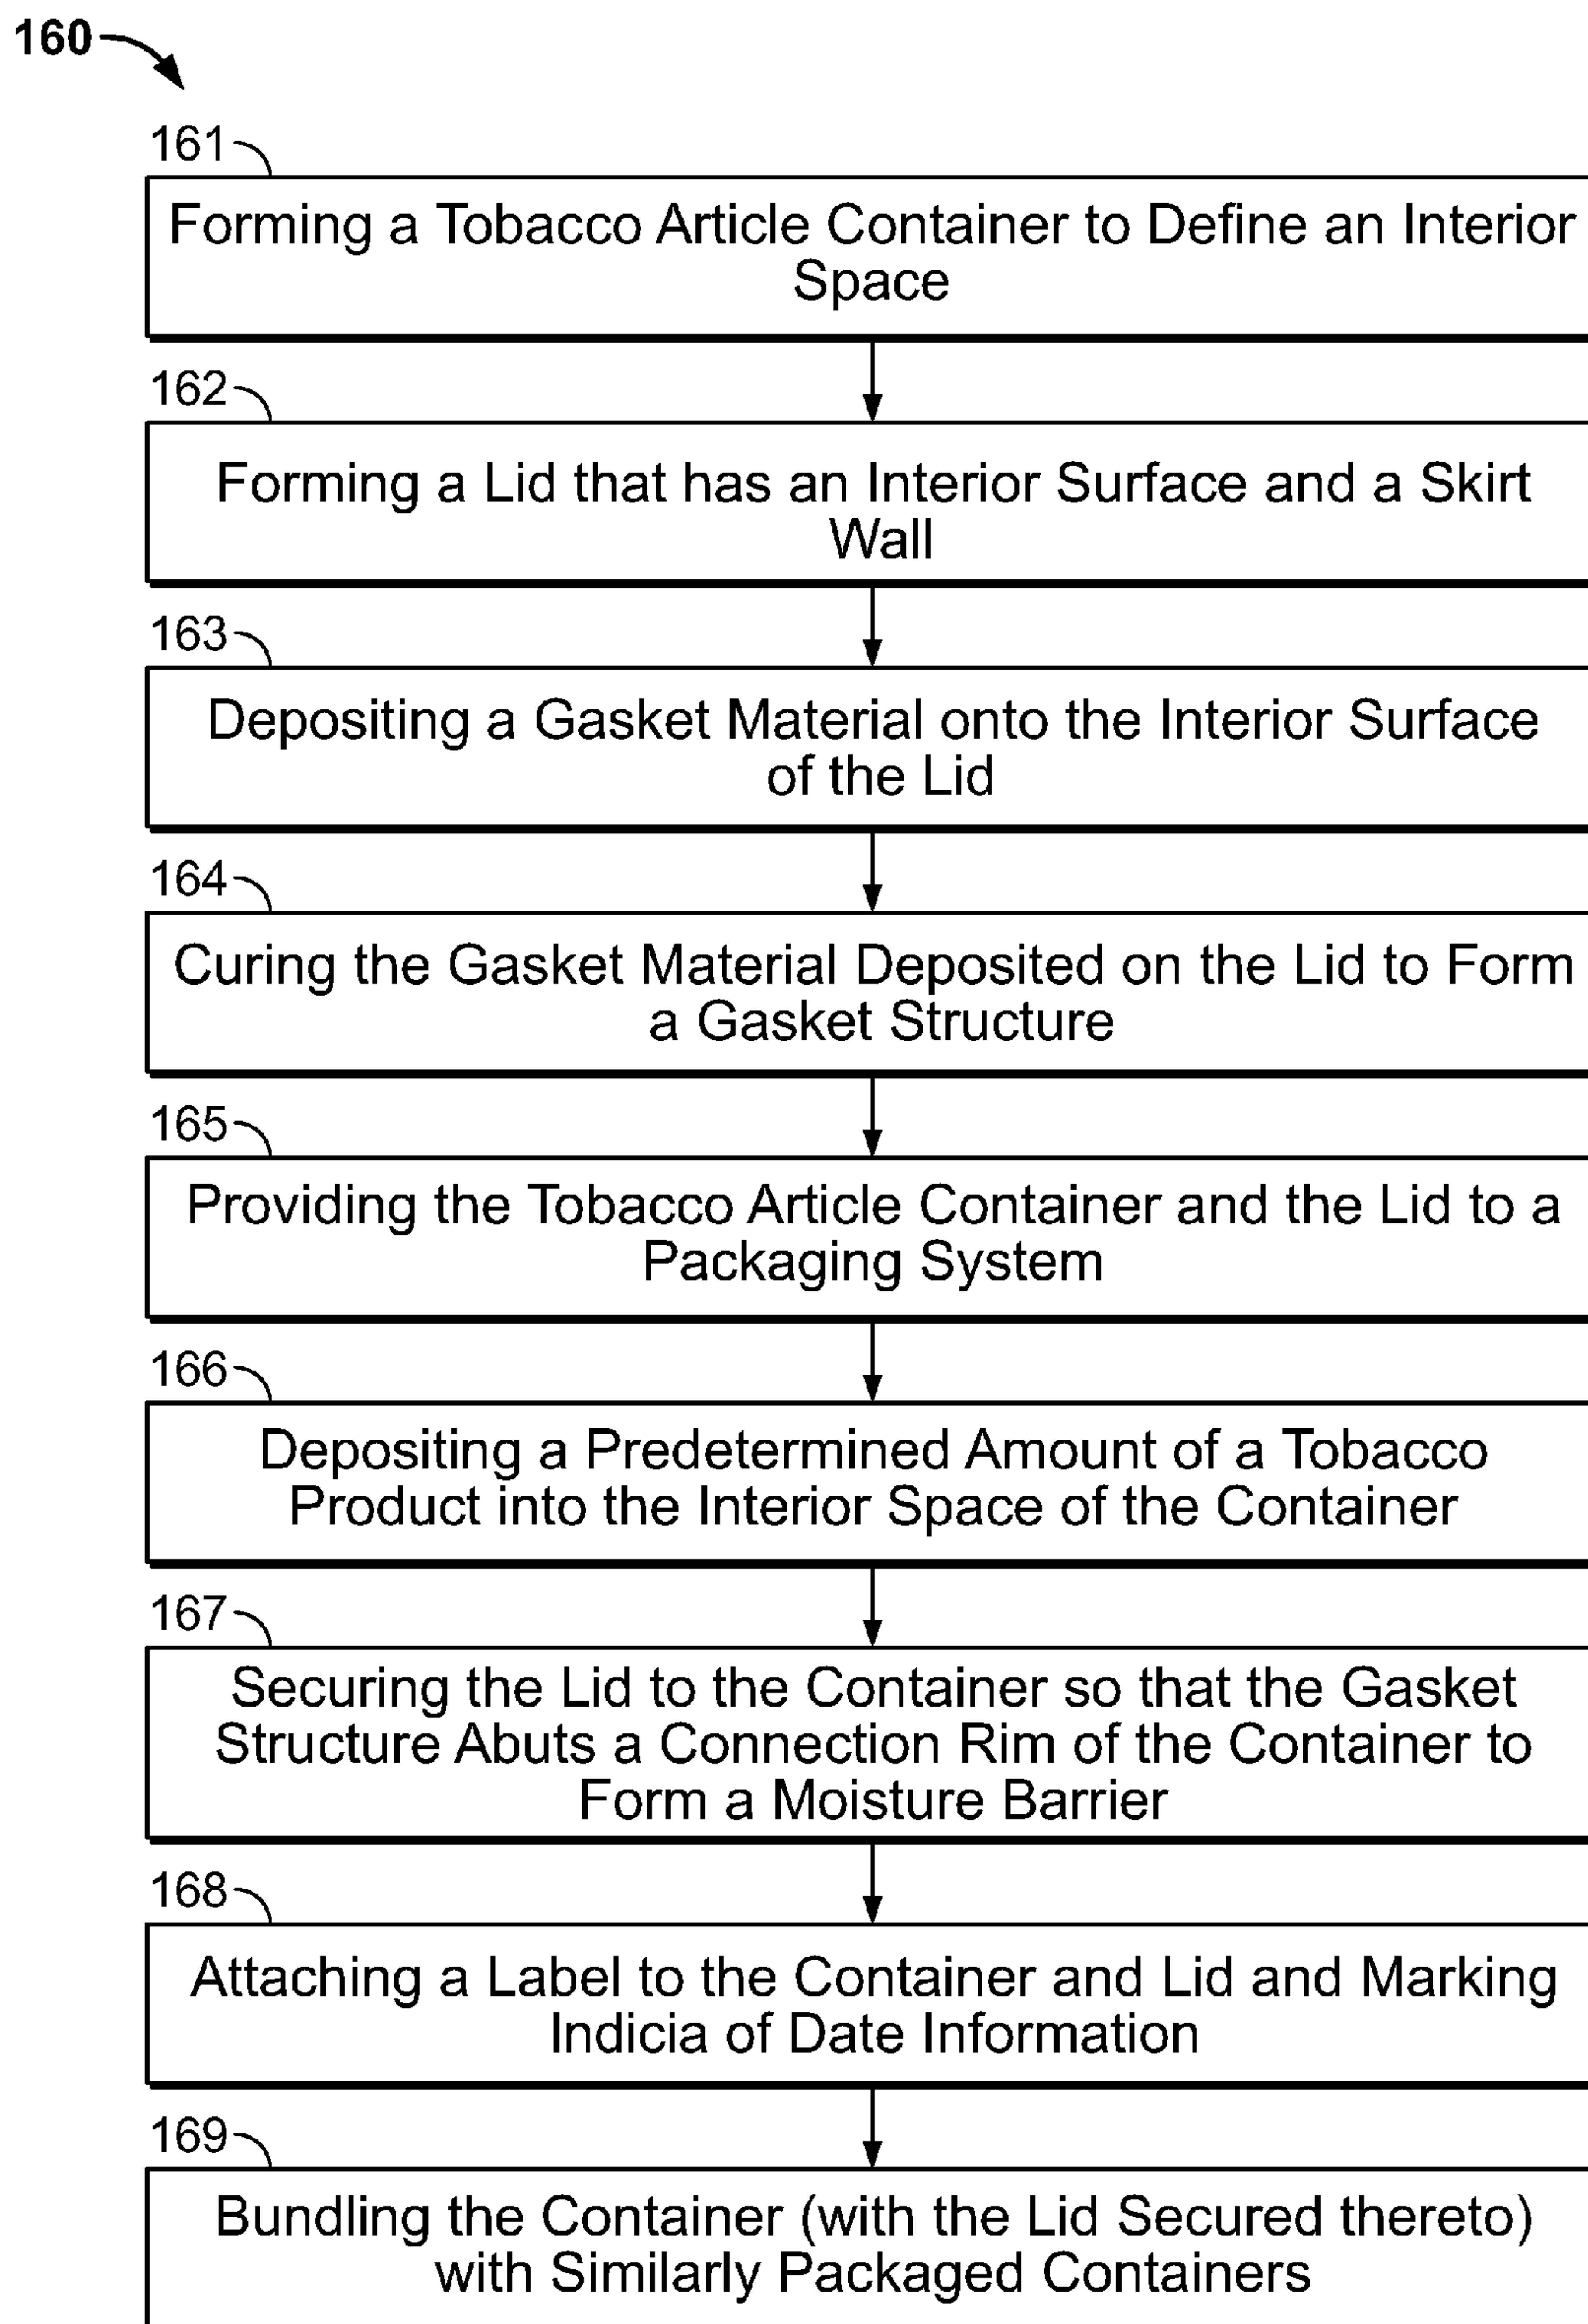 160
161
Forming a Tobacco Article Container to Define an Interior
Space
162
Forming a Lid that has an Interior Surface and a Skirt
Wall
163
Depositing a Gasket Material onto the Interior Surface
of the Lid
164
Curing the Gasket Material Deposited on the Lid to Form
a Gasket Structure
165
Providing the Tobacco Article Container and the Lid to a
Packaging System
166
Depositing a Predetermined Amount of a Tobacco
Product into the Interior Space of the Container
167
Securing the Lid to the Container so that the Gasket
Structure Abuts a Connection Rim of the Container to
Form a Moisture Barrier
168
Attaching a Label to the Container and Lid and Marking
Indicia of Date Information
169
Bundling the Container (with the Lid Secured thereto)
with Similarly Packaged Containers